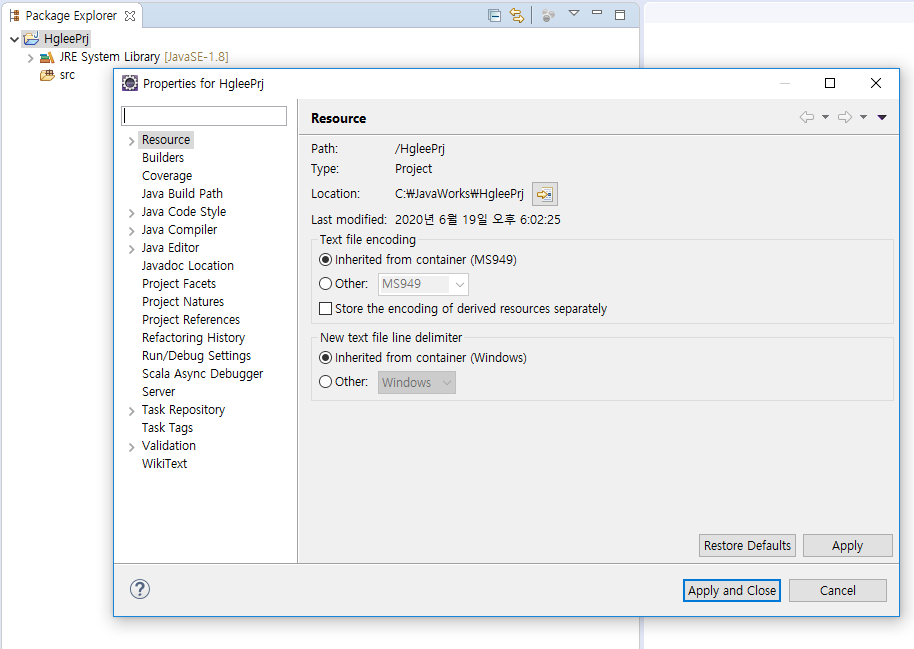 Package Explorer
HgleePrj
JRE System Library [JavaSE-1.8]
src
Properties for HgleePrj
Resource
Builders
Coverage
Java Build Path
Java Code Style
Java Compiler
Java Editor
Javadoc Location
Project Facets
Project Natures
Project References
Refactoring History
Run/Debug Settings
Scala Async Debugger
Server
Task Repository
Task Tags
Validation
WikiText
Resource
Path: /HgleePrj
Type: Project
Location: C:₩JavaWorks₩HgleePrj
Last modified: 2020년 6월 19일 오후 6:02:25
Text file encoding
Inherited from container (MS949)
Other: MS949
Store the encoding of derived resources separately
New text file line delimiter
Inherited from container (Windows)
Other: Windows
Restore Defaults Apply
? Apply and Close Cancel